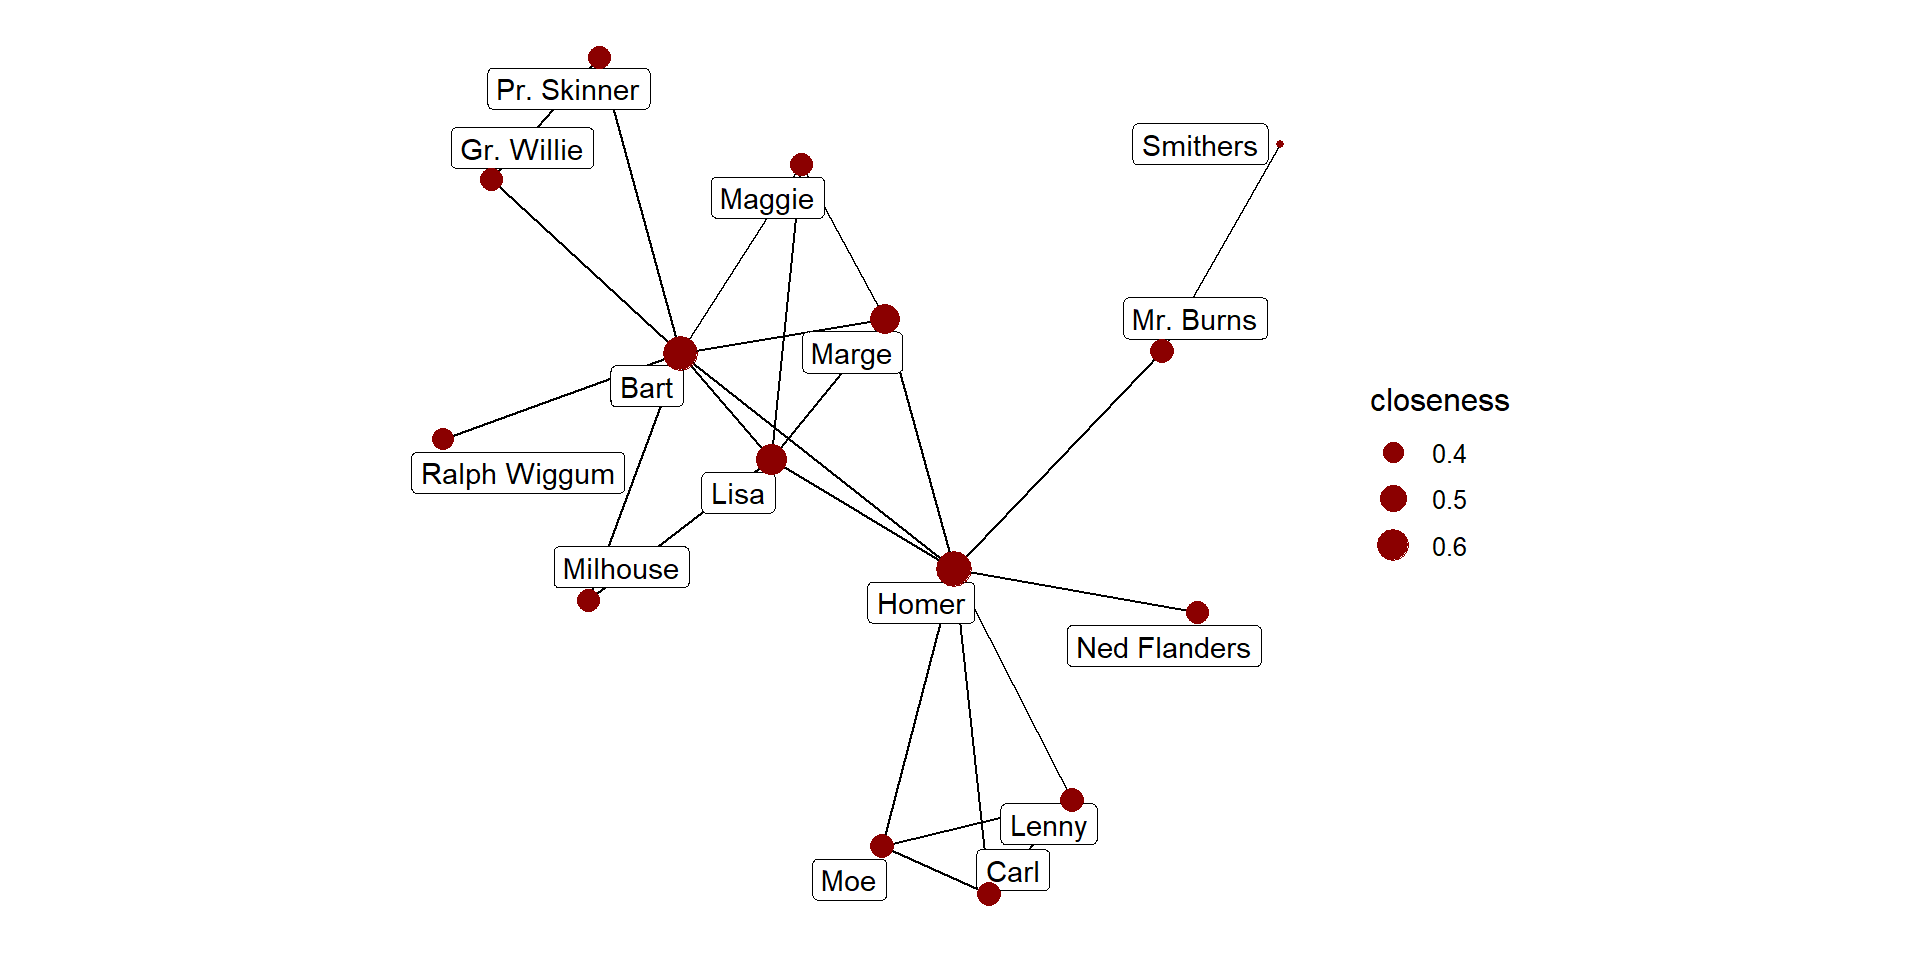 Pr. Skinner
Gr. Willie
Smithers
Maggie
Mr. Burns
Marge
Bart
closeness
0.4
Ralph Wiggum
Lisa
0.5
0.6
Milhouse
Homer
Ned Flanders
Lenny
Carl
Moe